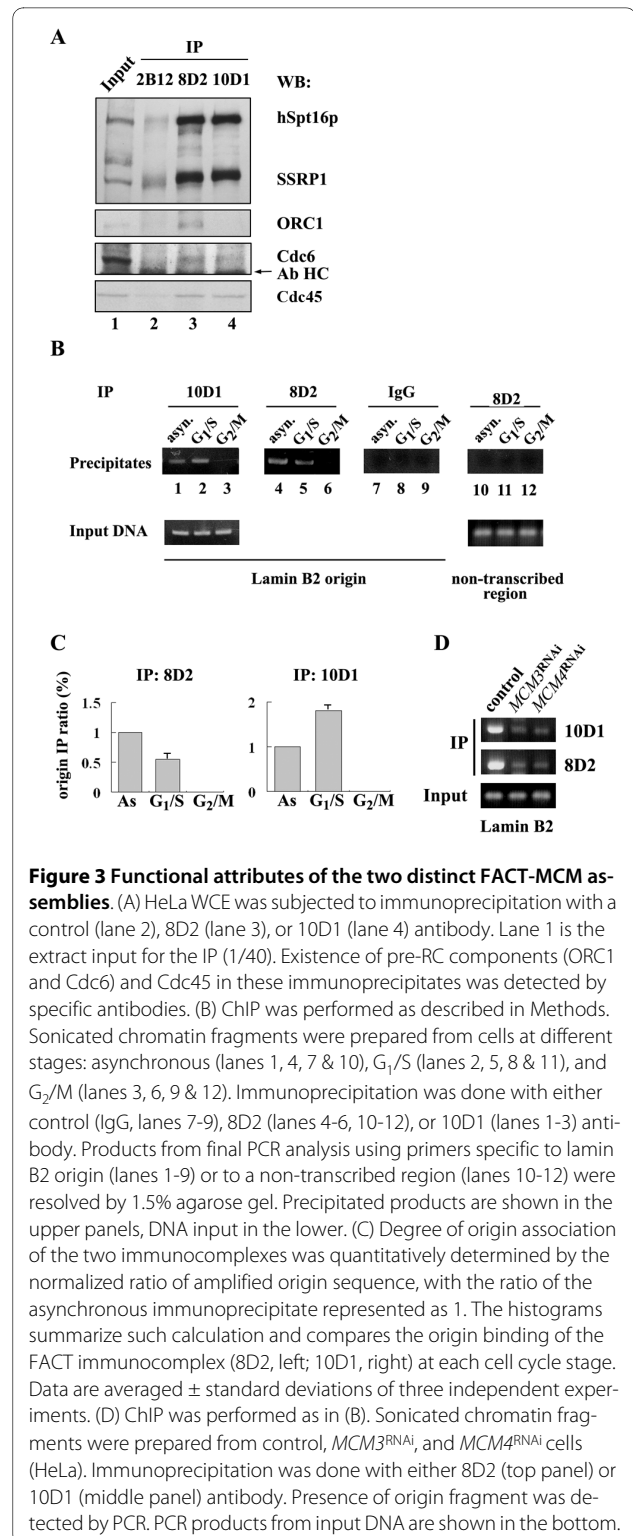 A
IP
Input
2B12 8D2 10D1 WB:
hSpt16p
SSRP1
ORC1
Cdc6
Ab HC
Cdc45
1 2 3 4
B
IP 10D1 8D2 IgG 8D2
asyn. G1/S G2/M asyn. G1/S G2/M asyn. G1/S G2/M asyn. G1/S G2/M
Precipitates
1 2 3 4 5 6 7 8 9 10 11 12
Input DNA
Lamin B2 origin non-transcribed
region
C
IP: 8D2 IP: 10D1
origin IP ratio (%)
1.5
1
0.5
0
As G1/S G2/M
2
1
0
As G1/S G2/M
D
control MCM3RNAi MCM4RNAi
IP
10D1
8D2
Input
Lamin B2
Figure 3 Functional attributes of the two distinct FACT-MCM as-
semblies. (A) HeLa WCE was subjected to immunoprecipitation with a
control (lane 2), 8D2 (lane 3), or 10D1 (lane 4) antibody. Lane 1 is the
extract input for the IP (1/40). Existence of pre-RC components (ORC1
and Cdc6) and Cdc45 in these immunoprecipitates was detected by
specific antibodies. (B) ChIP was performed as described in Methods.
Sonicated chromatin fragments were prepared from cells at different
stages: asynchronous (lanes 1, 4, 7 & 10), G1/S (lanes 2, 5, 8 & 11), and
G2/M (lanes 3, 6, 9 & 12). Immunoprecipitation was done with either
control (IgG, lanes 7-9), 8D2 (lanes 4-6, 10-12), or 10D1 (lanes 1-3) anti-
body. Products from final PCR analysis using primers specific to lamin
B2 origin (lanes 1-9) or to a non-transcribed region (lanes 10-12) were
resolved by 1.5% agarose gel. Precipitated products are shown in the
upper panels, DNA input in the lower. (C) Degree of origin association
of the two immunocomplexes was quantitatively determined by the
normalized ratio of amplified origin sequence, with the ratio of the
asynchronous immunoprecipitate represented as 1. The histograms
summarize such calculation and compares the origin binding of the
FACT immunocomplex (8D2, left; 10D1, right) at each cell cycle stage.
Data are averaged ± standard deviations of three independent exper-
iments. (D) ChIP was performed as in (B). Sonicated chromatin frag-
ments were prepared from control, MCM3RNAi, and MCM4RNAi cells
(HeLa). Immunoprecipitation was done with either 8D2 (top panel) or
10D1 (middle panel) antibody. Presence of origin fragment was de-
tected by PCR. PCR products from input DNA are shown in the bottom.